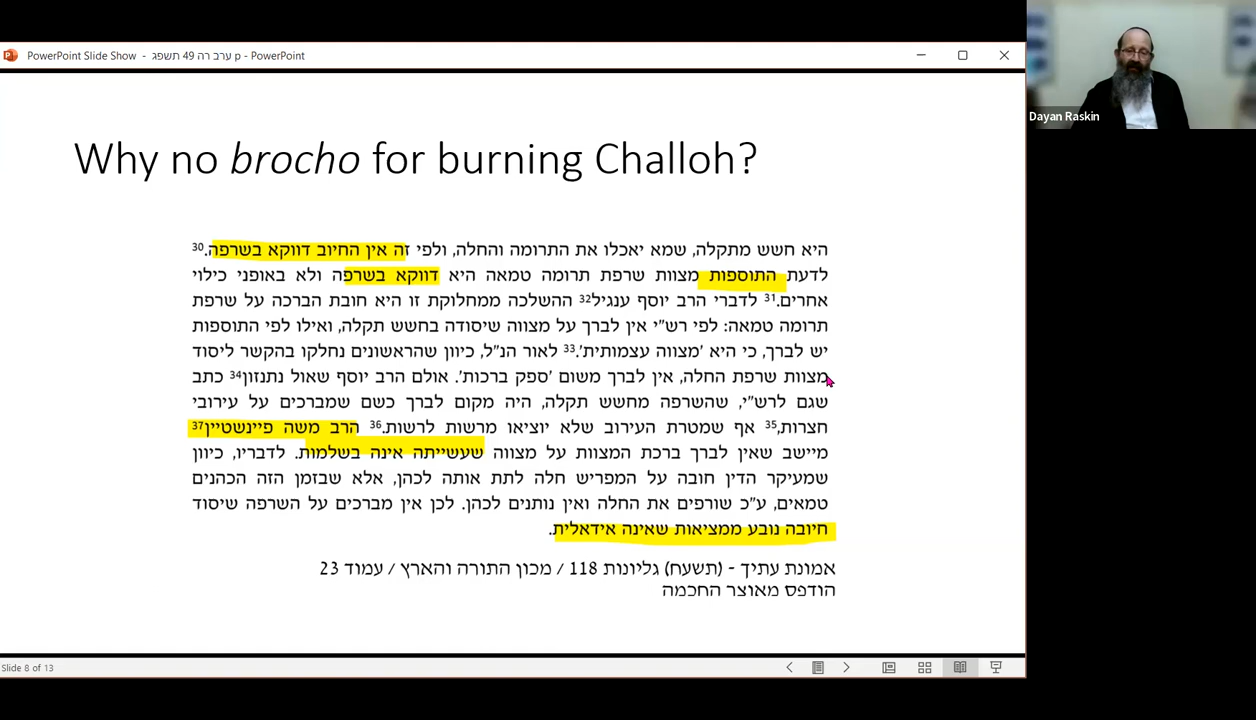 PowerPoint Slide Show - ערב רה 49 תשפג p - PowerPoint
Dayan Raskin
Why no brocho for burning Challoh?
היא חשש מתקלה, שמא יאכלו את התרומה והחלה, ולפי זה אין החיוב דווקא בשרפה.30
לדעת התוספות מצוות שרפת תרומה טמאה היא דווקא בשרפה ולא באופני כילוי
אחרים.31 לדברי הרב יוסף ענגיל32 ההשלכה ממחלוקת זו היא חובת הברכה על שרפת
תרומה טמאה: לפי רש"י אין לברך על מצווה שיסודה בחשש תקלה, ואילו לפי התוספות
יש לברך, כי היא 'מצווה עצמותית'.33 לאור הנ"ל, כיוון שהראשונים נחלקו בהקשר ליסוד
מצוות שרפת החלה, אין לברך משום 'ספק ברכות'. אולם הרב יוסף שאול נתנזון34 כתב
שגם לרש"י, שהשרפה מחשש תקלה, היה מקום לברך כשם שמברכים על עירובי
חצרות,35 אף שמטרת העירוב שלא יוציאו מרשות לרשות.36 הרב משה פיינשטיין37
מיישב שאין לברך ברכת המצוות על מצווה שעשייתה אינה בשלמות. לדבריו, כיוון
שמעיקר הדין חובה על המפריש חלה לתת אותה לכהן, אלא שבזמן הזה הכהנים
טמאים, ע"כ שורפים את החלה ואין נותנים לכהן. לכן אין מברכים על השרפה שיסוד
חיובה נובע ממציאות שאינה אידאלית.
אמונת עתיך - (תשעח) גליונות 118 / מכון התורה והארץ / עמוד 23
הודפס מאוצר החכמה
Slide 8 of 13